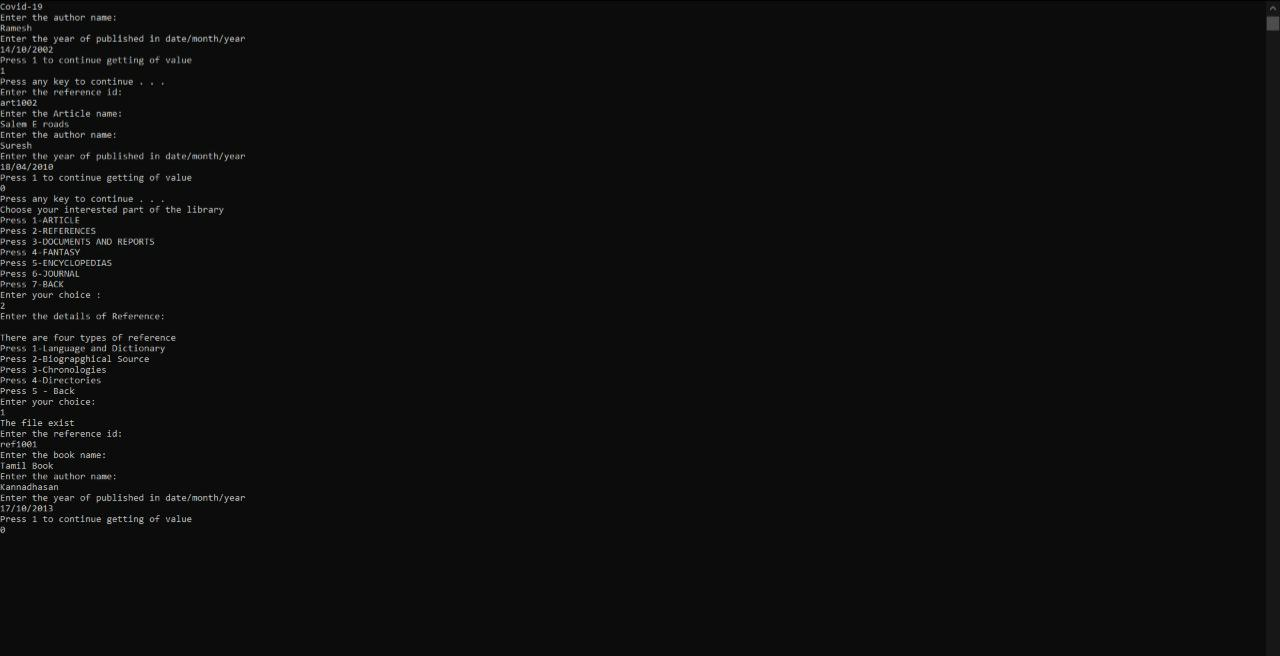 Covid-19
Enter the author name:
Ramesh
Enter the year of published in date/month/year
14/10/2002
Press 1 to continue getting of value
1
Press any key to continue . . .
Enter the reference id:
art1002
Enter the Article name:
Salem E roads
Enter the author name:
Suresh
Enter the year of published in date/month/year
18/04/2010
Press 1 to continue getting of value
0
Press any key to continue . . .
Choose your interested part of the library
Press 1-ARTICLE
Press 2-REFERENCES
Press 3-DOCUMENTS AND REPORTS
Press 4-FANTASY
Press 5-ENCYCLOPEDIAS
Press 6-JOURNAL
Press 7-BACK
Enter your choice :
2
Enter the details of Reference:
There are four types of reference
Press 1-Language and Dictionary
Press 2-Biograpghical Source
Press 3-Chronologies
Press 4-Directories
Press 5 - Back
Enter your choice:
1
The file exist
Enter the reference id:
ref1001
Enter the book name:
Tamil Book
Enter the author name:
Kannadhasan
Enter the year of published in date/month/year
17/10/2013
Press 1 to continue getting of value
0